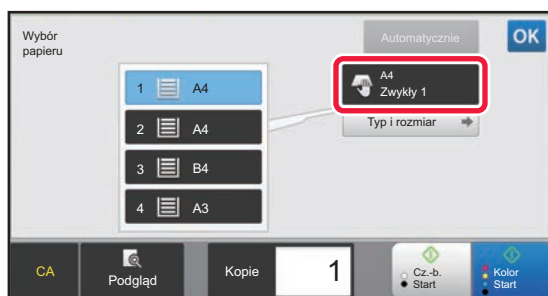 Wybór
papieru
Automatycznie
OK
1 A4
2 A4
3 B4
4 A3
A4
Zwykły 1
Typ i rozmiar
CA
Podgląd
Kopie
1
Cz.-b.
Start
Kolor
Start